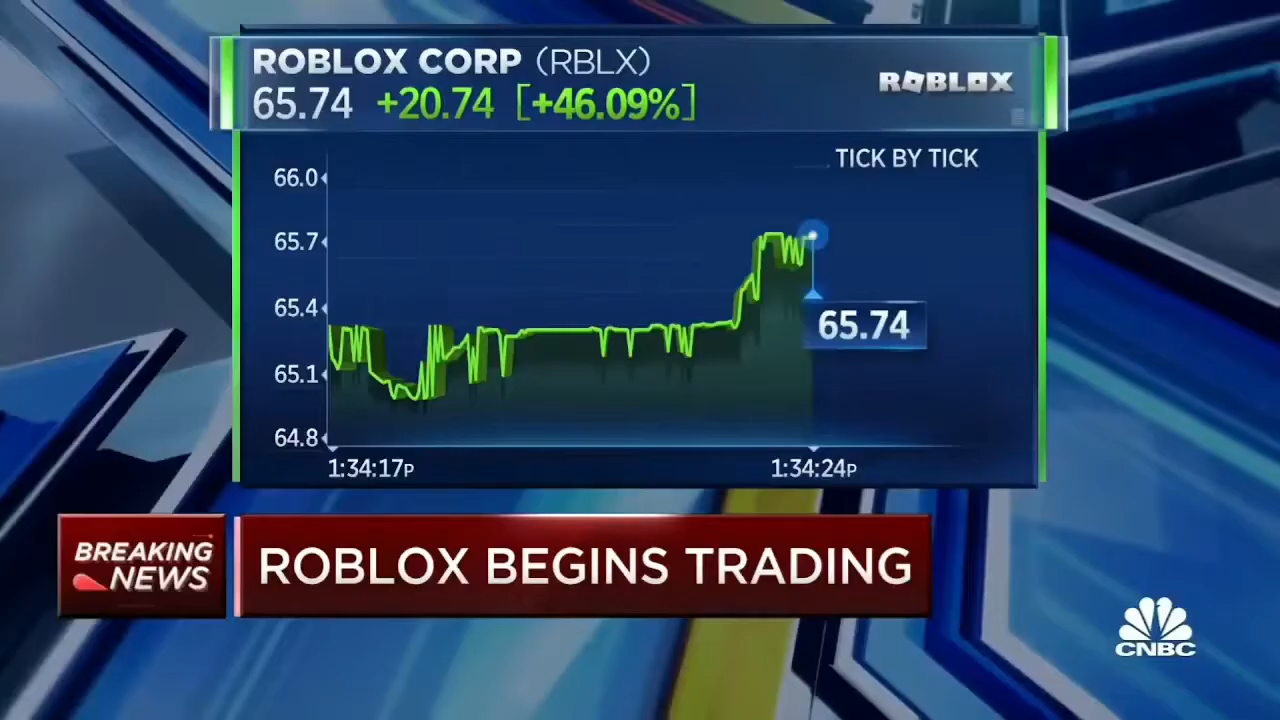 ROBLOX CORP (RBLX)
65.74 +20.74 [+46.09%]
ROBLOX
TICK BY TICK
66.0
65.7
65.4
65.1
64.8
65.74
1:34:17P
1:34:24P
BREAKING
NEWS
ROBLOX BEGINS TRADING
CNBC